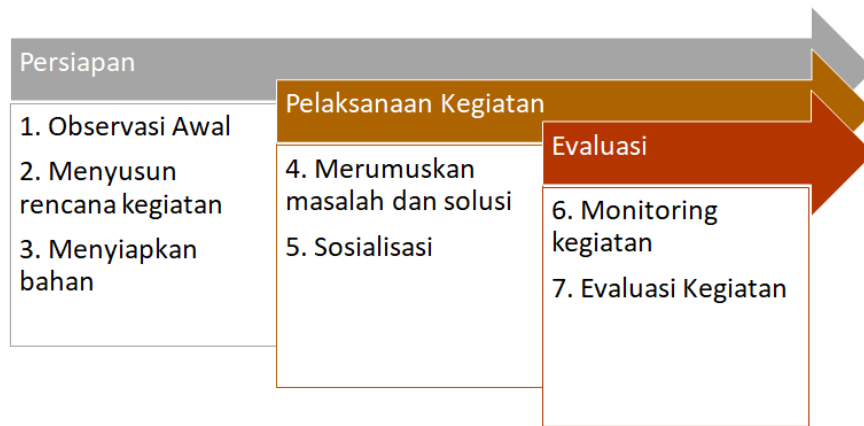 Persiapan
1. Observasi Awal
2. Menyusun
rencana kegiatan
3. Menyiapkan
bahan
Pelaksanaan Kegiatan
4. Merumuskan
masalah dan solusi
5. Sosialisasi
Evaluasi
6. Monitoring
kegiatan
7. Evaluasi Kegiatan